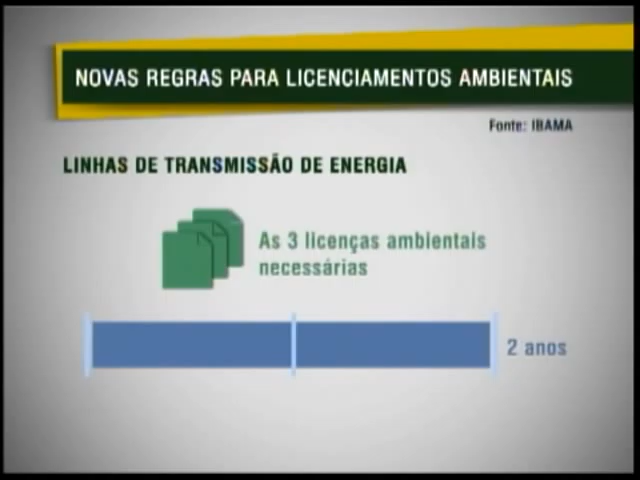 NOVAS REGRAS PARA LICENCIAMENTOS AMBIENTAIS
Fonte: IBAMA
LINHAS DE TRANSMISSÃO DE ENERGIA
As 3 licenças ambientais
necessárias
2 anos